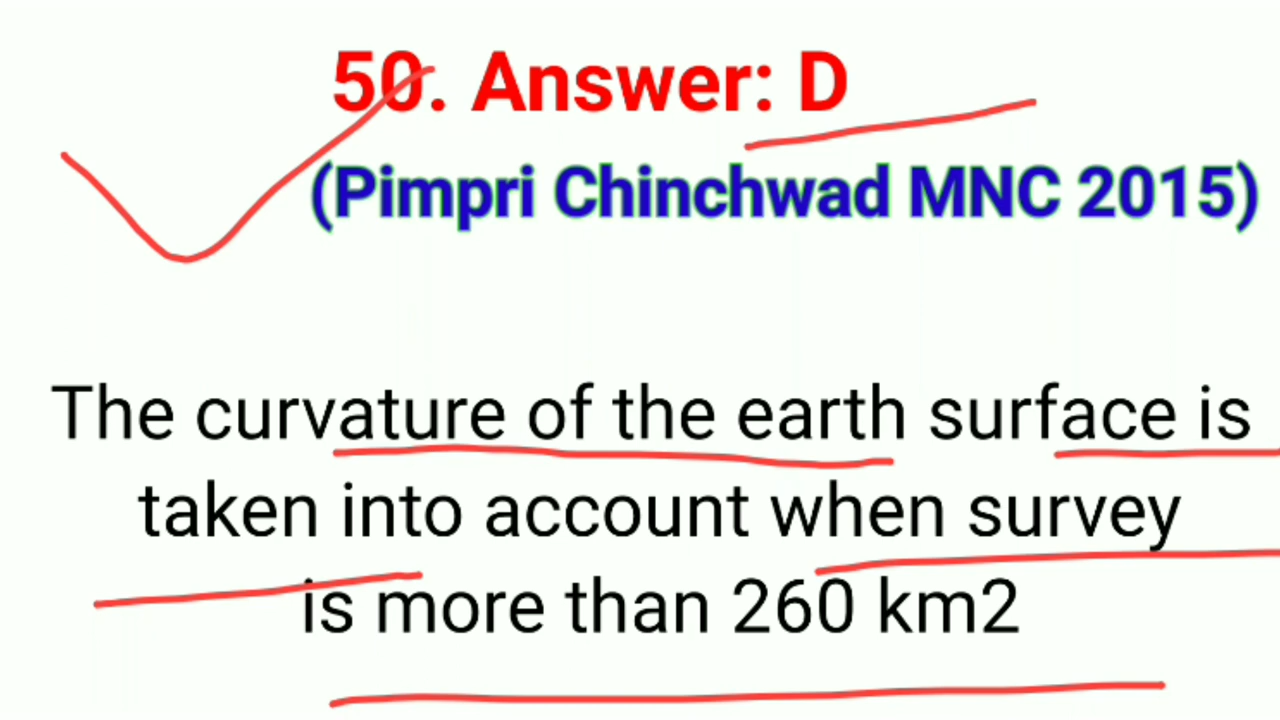 50. Answer: D
(Pimpri Chinchwad MNC 2015)
The curvature of the earth surface is
taken into account when survey
is more than 260 km2